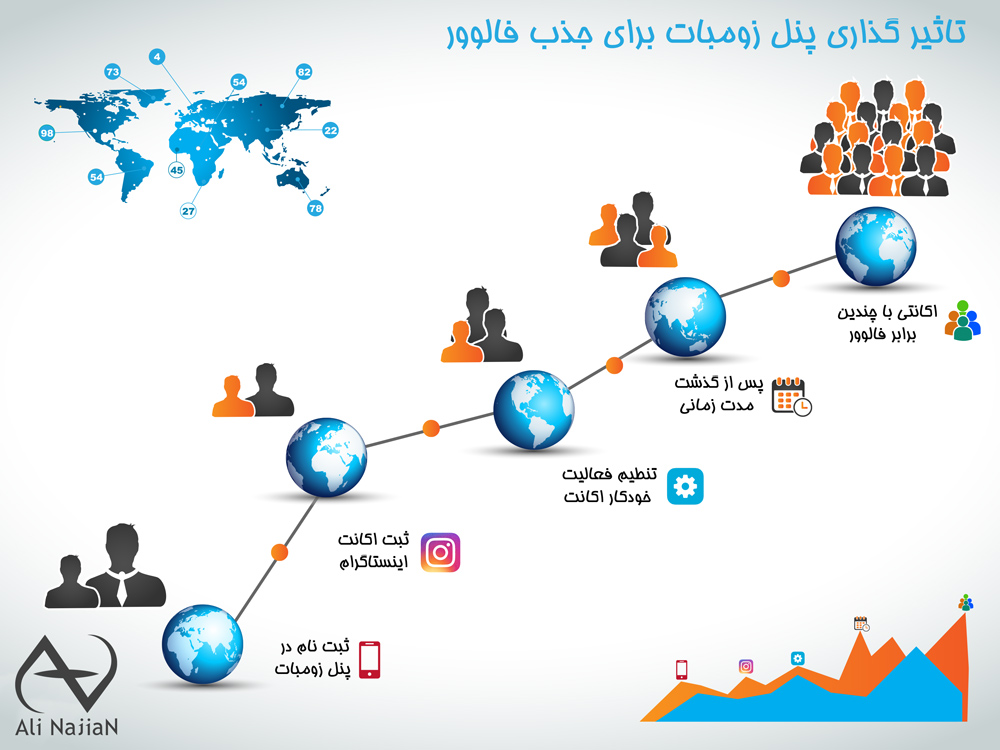 تاثیر گذاری پنل زومبات برای جذب فالوور
4
73
54
82
98
22
54
45
27
78
اکانتی با چندین
برابر فالوور
پس از گذشت
مدت زمانی
تنظیم فعالیت
خودکار اکانت
ثبت اکانت
اینستاگرام
ثبت نام در
پنل زومبات
Ali NajiaN